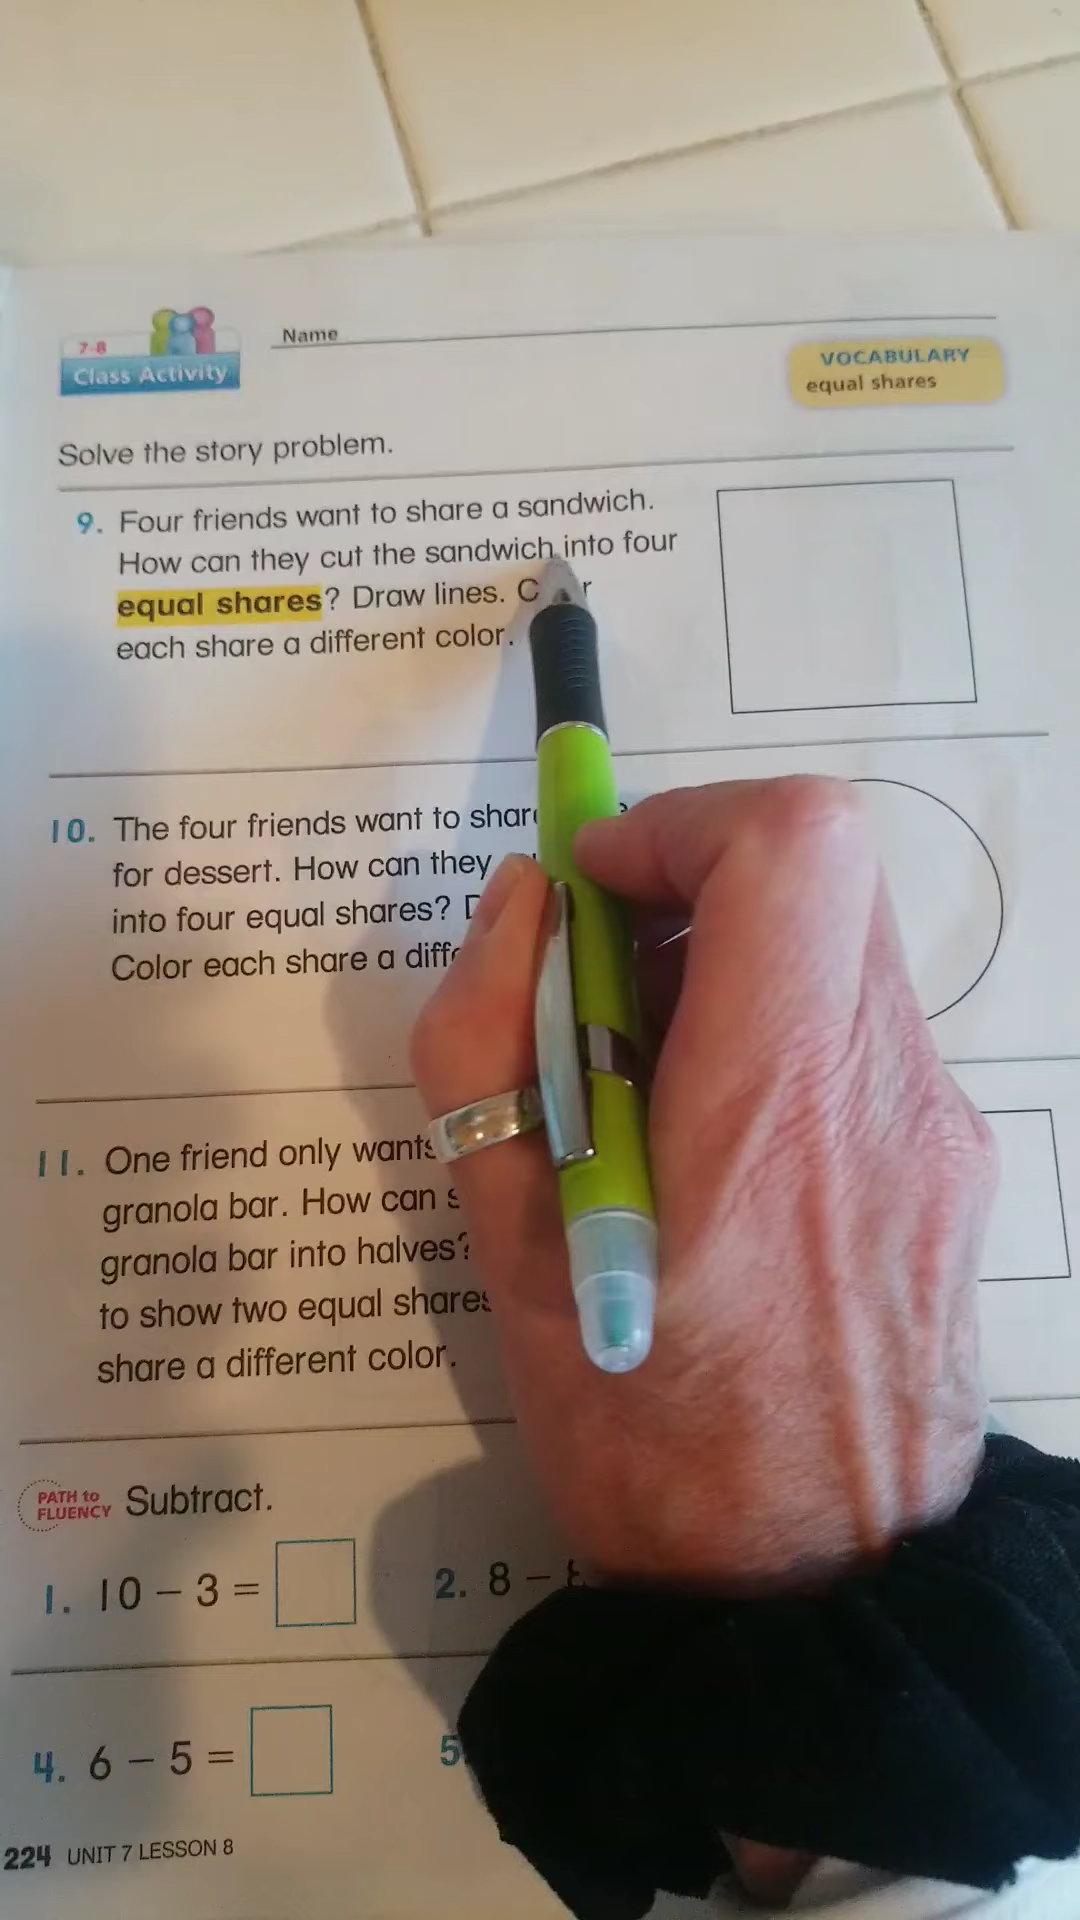 7-8
Class Activity
Name
VOCABULARY
equal shares
Solve the story problem.
9. Four friends want to share a sandwich.
How can they cut the sandwich into four
equal shares? Draw lines.
each share a different color.
10. The four friends want to
for dessert. How can they
into four equal shares?
Color each share a
11. One friend only wants
granola bar. How can
granola bar into halves?
to show two equal shares
share a different color.
PATH to
FLUENCY
Subtract.
1. 10 – 3 =
2. 8 –
4. 6 – 5 =
5.
224 UNIT 7 LESSON 8